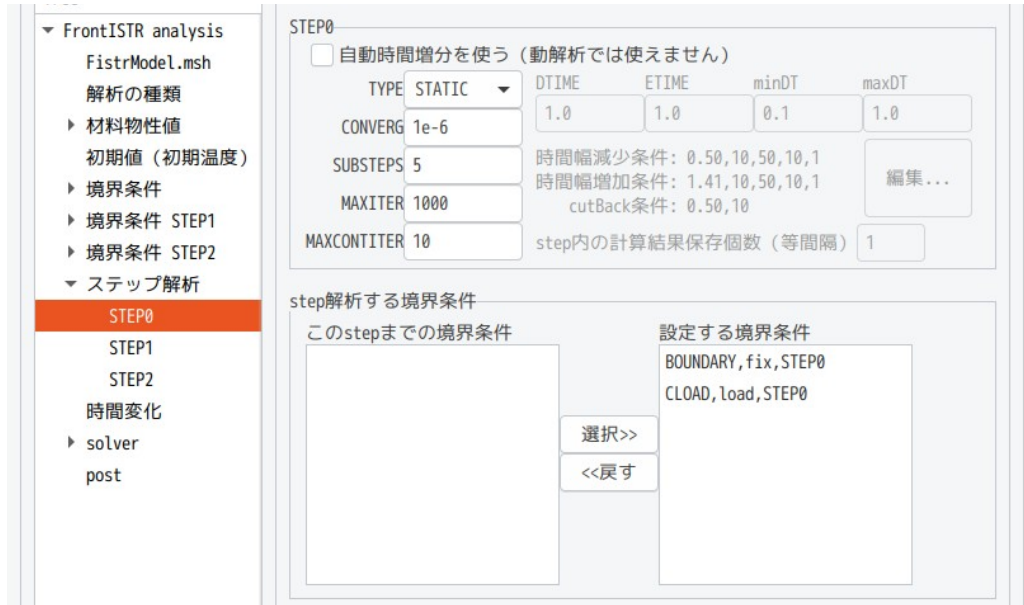 FrontISTR analysis
FistrModel.msh
解析の種類
材料物性値
初期値（初期温度）
境界条件
境界条件 STEP1
境界条件 STEP2
ステップ解析
STEP0
STEP1
STEP2
時間変化
solver
post
STEP0
自動時間増分を使う（動解析では使えません）
TYPE STATIC
CONVERG 1e-6
SUBSTEPS 5
MAXITER 1000
MAXCONTITER 10
DTIME ETIME minDT maxDT
1.0 1.0 0.1 1.0
時間幅減少条件: 0.50,10,50,10,1
時間幅増加条件: 1.41,10,50,10,1
cutBack条件: 0.50,10
編集...
step内の計算結果保存個数（等間隔） 1
step解析する境界条件
このstepまでの境界条件
選択>>
<<戻す
設定する境界条件
BOUNDARY,fix,STEP0
CLOAD,load,STEP0